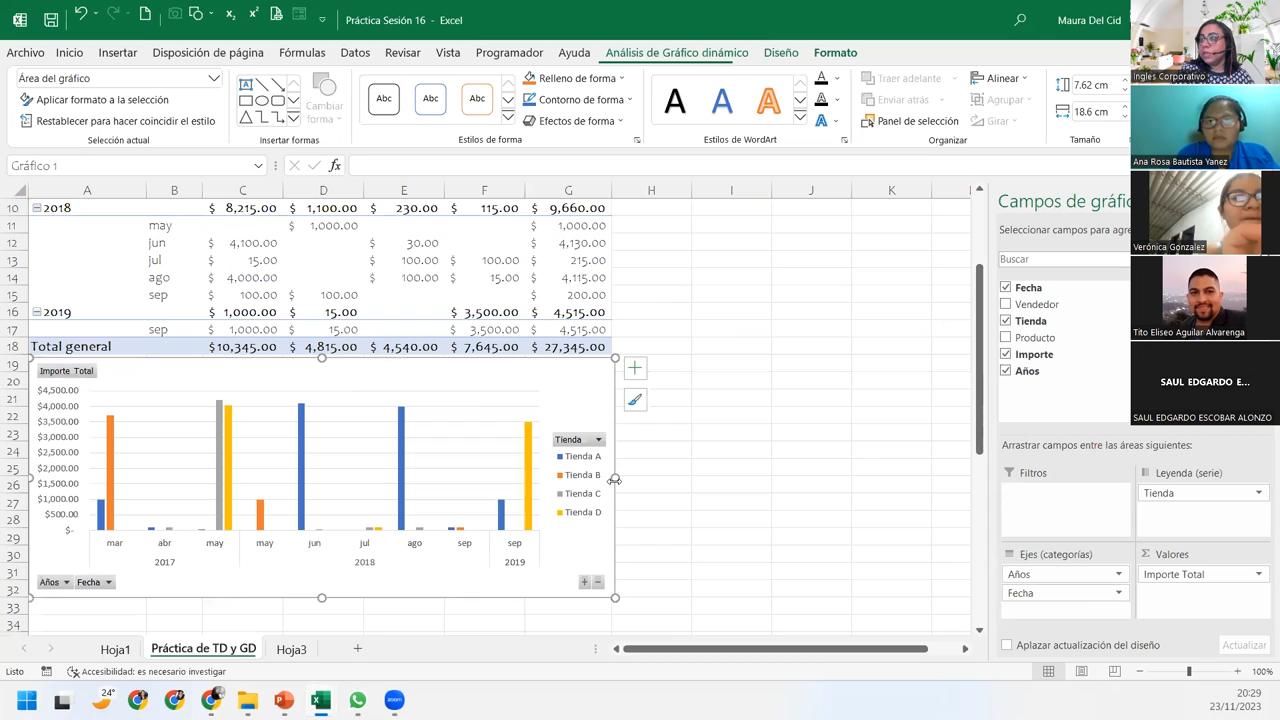 Práctica Sesión 16 - Excel
Maura Del Cid
Archivo Inicio Insertar Disposición de página Fórmulas Datos Revisar Vista Programador Ayuda Análisis de Gráfico dinámico Diseño Formato
Área del gráfico
Aplicar formato a la selección
Restablecer para hacer coincidir el estilo
Selección actual
Cambiar forma
Insertar formas
Abc Abc Abc
Relleno de forma
Contorno de forma
Efectos de forma
Estilos de forma
A A A
Estilos de WordArt
Traer adelante
Enviar atrás
Panel de selección
Alinear
Agrupar
Girar
Organizar
7.62 cm
18.6 cm
Tamaño
Gráfico 1
fx
A B C D E F G H I J K L
10 2018 $ 8,215.00 $ 1,100.00 $ 230.00 $ 115.00 $ 9,660.00
11 may $ 1,000.00 $ 1,000.00
12 jun $ 4,100.00 $ 30.00 $ 4,130.00
13 jul $ 15.00 $ 100.00 $ 100.00 $ 215.00
14 ago $ 4,000.00 $ 100.00 $ 15.00 $ 4,115.00
15 sep $ 100.00 $ 100.00 $ 200.00
16 2019 $ 1,000.00 $ 15.00 $ 3,500.00 $ 4,515.00
17 sep $ 1,000.00 $ 15.00 $ 3,500.00 $ 4,515.00
18 Total general $10,345.00 $ 4,815.00 $ 4,540.00 $ 7,645.00 $ 27,345.00
19
20
21
22
23
24
25
26
27
28
29
30
31
32
33
34
Importe Total
$4,500.00
$4,000.00
$3,500.00
$3,000.00
$2,500.00
$2,000.00
$1,500.00
$1,000.00
$500.00
$-
mar abr may may jun jul ago sep sep
2017 2018 2019
Tienda
Tienda A
Tienda B
Tienda C
Tienda D
Años Fecha
Campos de gráfi
Seleccionar campos para agre
Buscar
Fecha
Vendedor
Tienda
Producto
Importe
Años
Arrastrar campos entre las áreas siguientes:
Filtros
Leyenda (serie)
Tienda
Ejes (categorías)
Años
Fecha
Σ Valores
Importe Total
Aplazar actualización del diseño
Actualizar
Ingles Corporativo
Ana Rosa Bautista Yanez
Verónica Gonzalez
Tito Eliseo Aguilar Alvarenga
SAUL EDGARDO E...
SAUL EDGARDO ESCOBAR ALONZO
Hoja1 Práctica de TD y GD Hoja3
Listo
Accesibilidad: es necesario investigar
100%
24°
zoom
20:29
23/11/2023